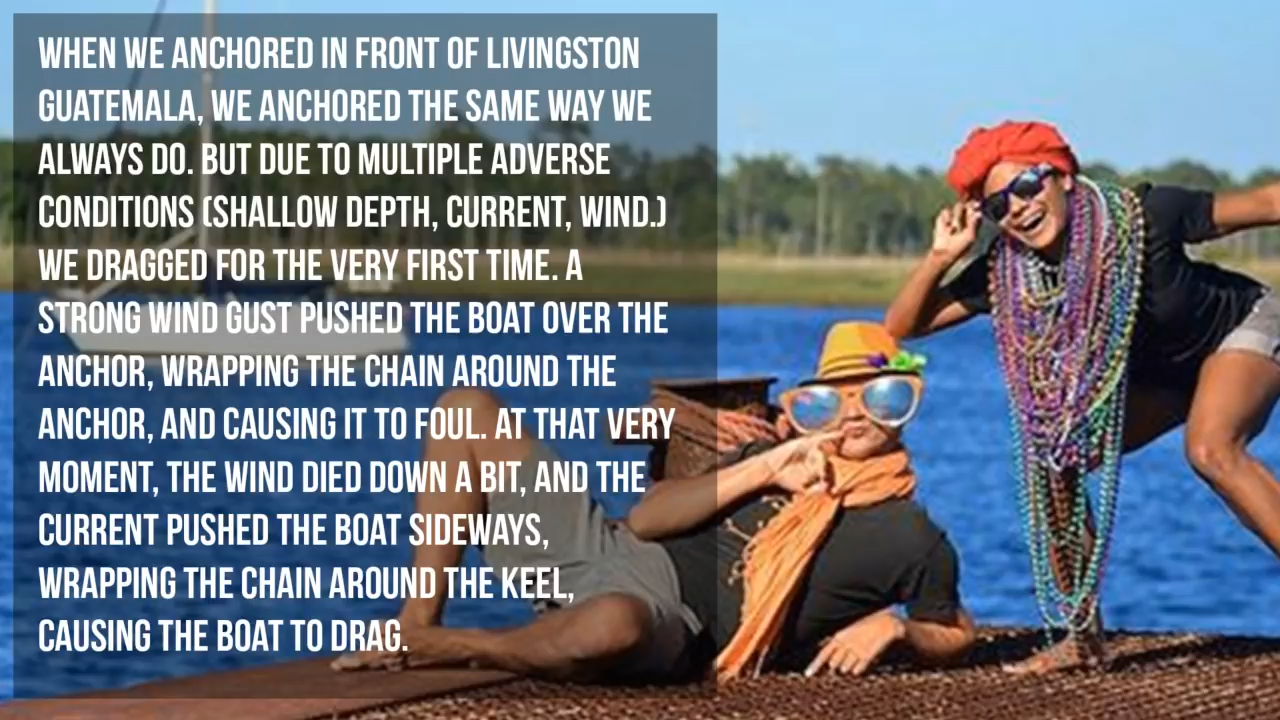 WHEN WE ANCHORED IN FRONT OF LIVINGSTON
GUATEMALA, WE ANCHORED THE SAME WAY WE
ALWAYS DO. BUT DUE TO MULTIPLE ADVERSE
CONDITIONS (SHALLOW DEPTH, CURRENT, WIND.)
WE DRAGGED FOR THE VERY FIRST TIME. A
STRONG WIND GUST PUSHED THE BOAT OVER THE
ANCHOR, WRAPPING THE CHAIN AROUND THE
ANCHOR, AND CAUSING IT TO FOUL. AT THAT VERY
MOMENT, THE WIND DIED DOWN A BIT, AND THE
CURRENT PUSHED THE BOAT SIDEWAYS,
WRAPPING THE CHAIN AROUND THE KEEL,
CAUSING THE BOAT TO DRAG.